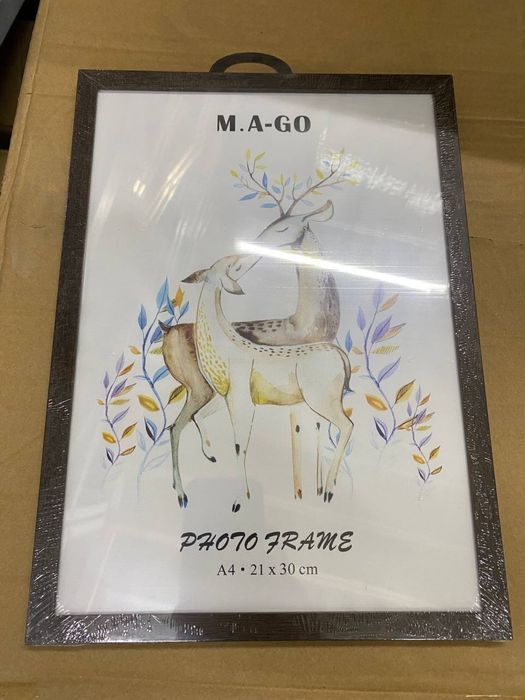 M.A-GO
PHOTO FRAME
A4 • 21 x 30 cm